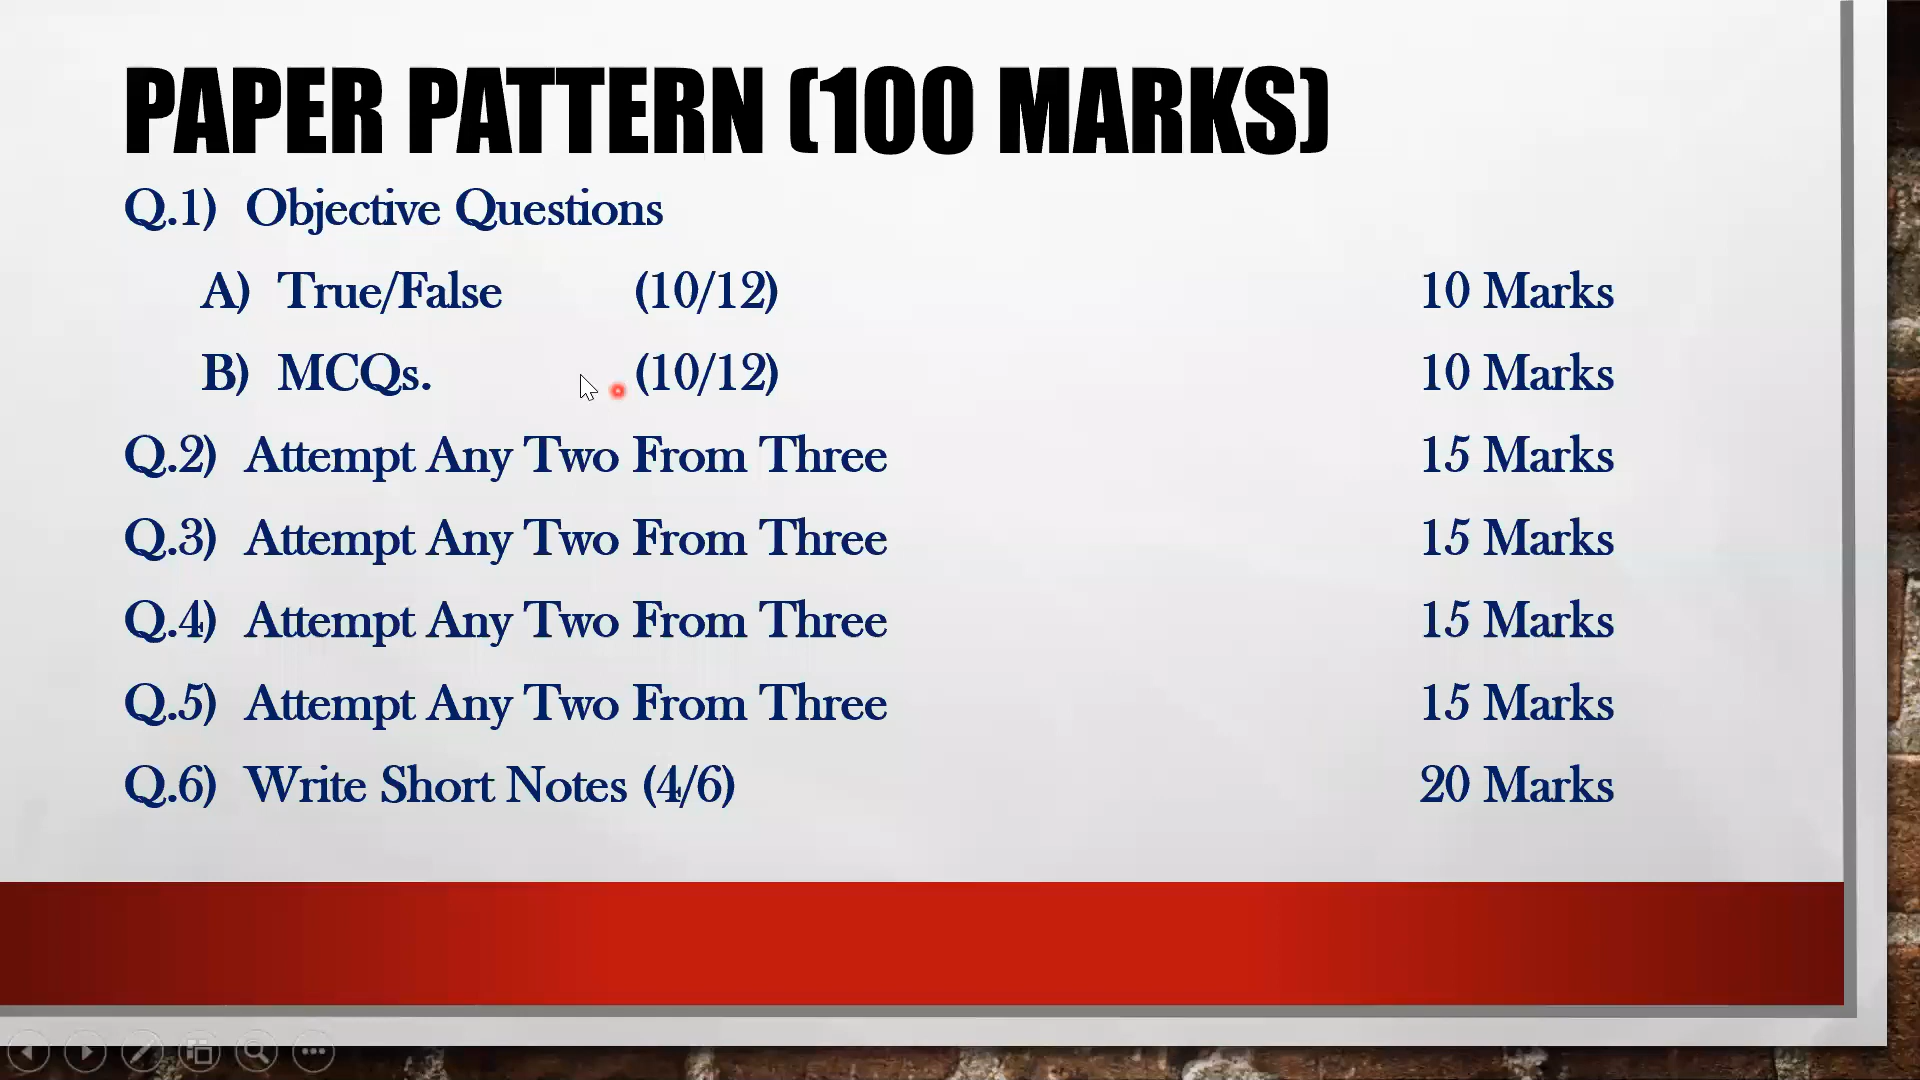 PAPER PATTERN (100 MARKS)
Q.1) Objective Questions
A) True/False (10/12) 10 Marks
B) MCQs. (10/12) 10 Marks
Q.2) Attempt Any Two From Three 15 Marks
Q.3) Attempt Any Two From Three 15 Marks
Q.4) Attempt Any Two From Three 15 Marks
Q.5) Attempt Any Two From Three 15 Marks
Q.6) Write Short Notes (4/6) 20 Marks